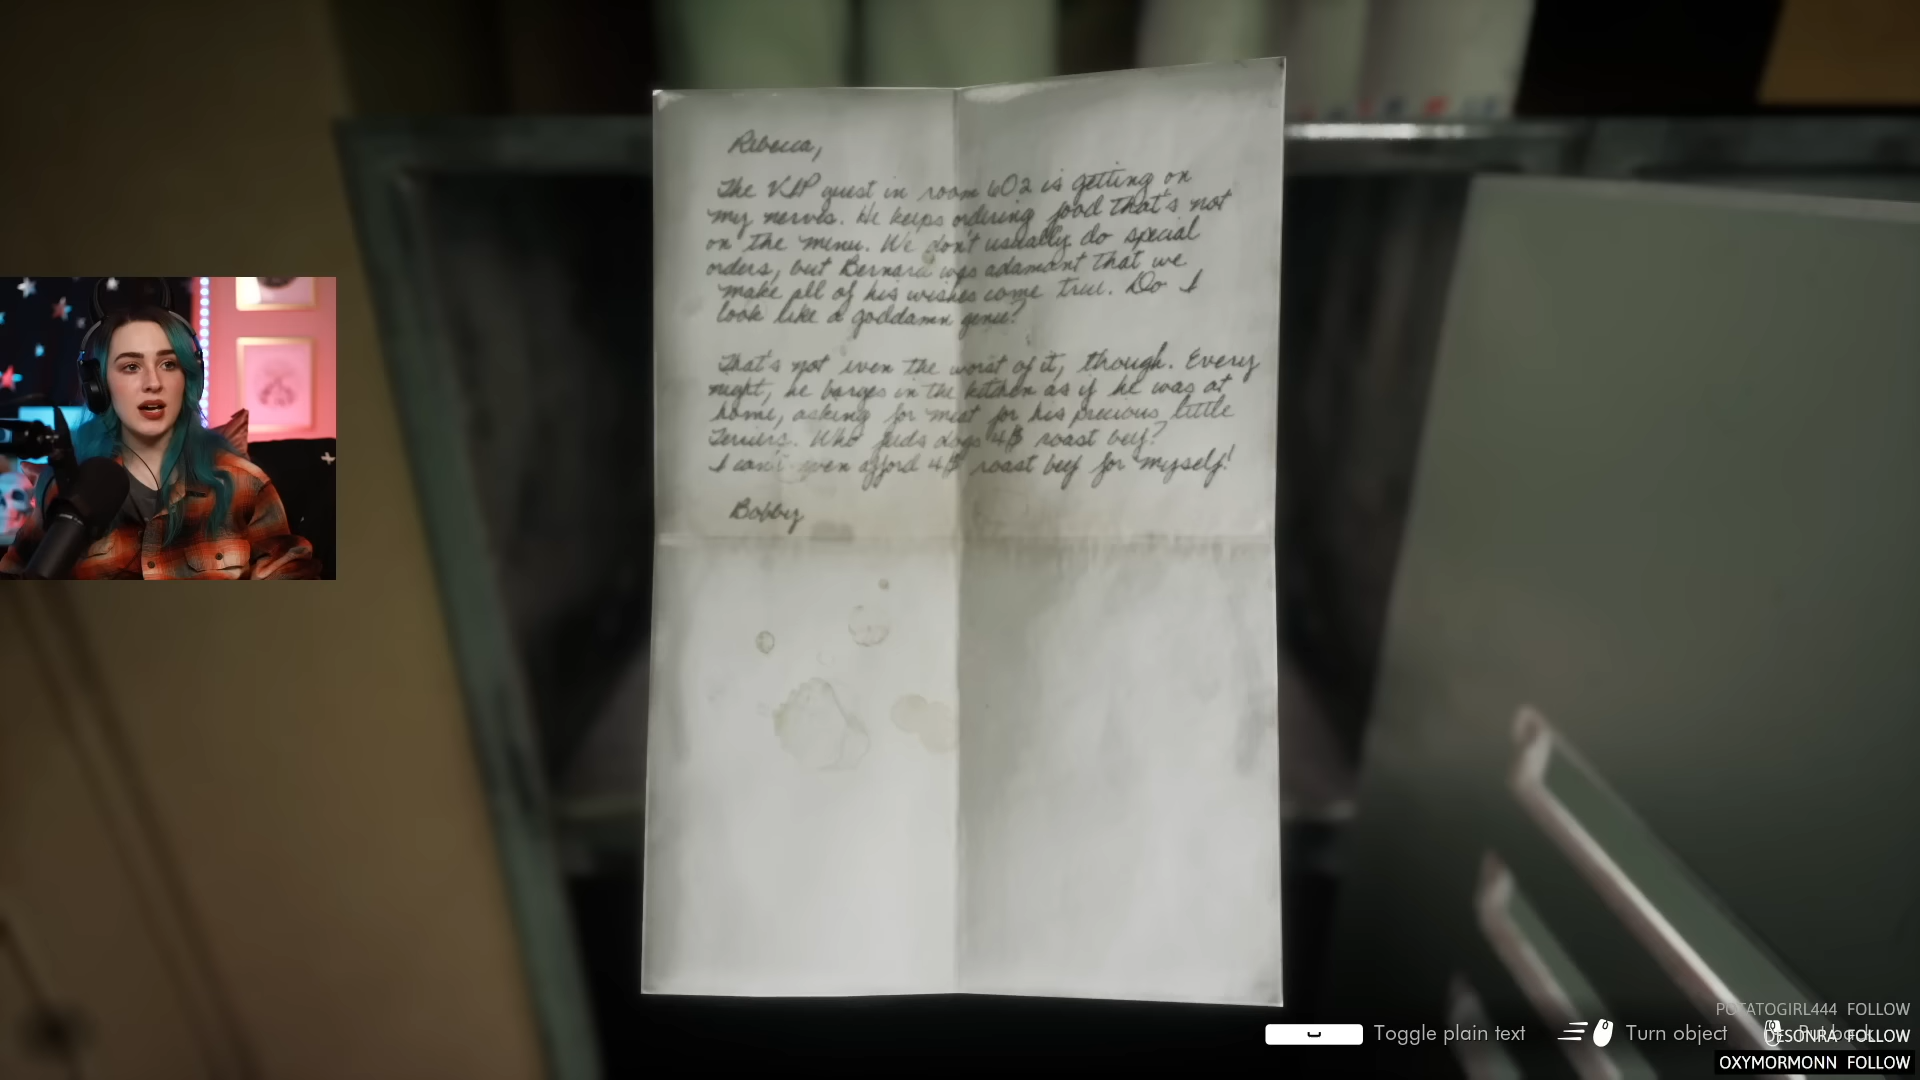 Rebecca,
The VIP guest in room 602 is getting on
my nerves. He keeps ordering food that's not
on the menu. We don't usually do special
orders, but Bernard was adamant that we
make all of his wishes come true. Do I
look like a goddamn genie?
That's not even the worst of it, though. Every
night, he barges in the kitchen as if he was at
home, asking for meat for his precious little
Terriers. Who feeds dogs 4$ roast beef?
I can't even afford 4$ roast beef for myself!
Bobby
POTATOGIRL444 FOLLOW
Toggle plain text
Turn object
DESONRA FOLLOW
OXYMORMONN FOLLOW